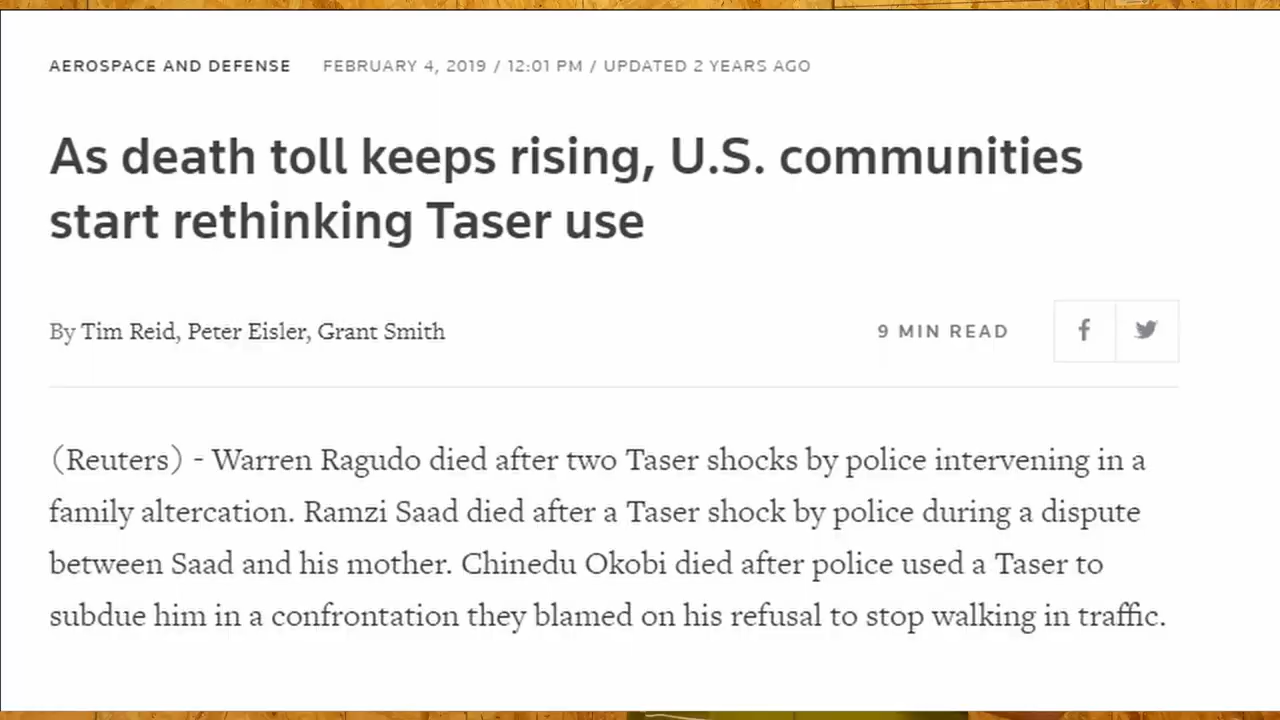 AEROSPACE AND DEFENSE FEBRUARY 4, 2019 / 12:01 PM / UPDATED 2 YEARS AGO
As death toll keeps rising, U.S. communities
start rethinking Taser use
By Tim Reid, Peter Eisler, Grant Smith 9 MIN READ
(Reuters) - Warren Ragudo died after two Taser shocks by police intervening in a
family altercation. Ramzi Saad died after a Taser shock by police during a dispute
between Saad and his mother. Chinedu Okobi died after police used a Taser to
subdue him in a confrontation they blamed on his refusal to stop walking in traffic.